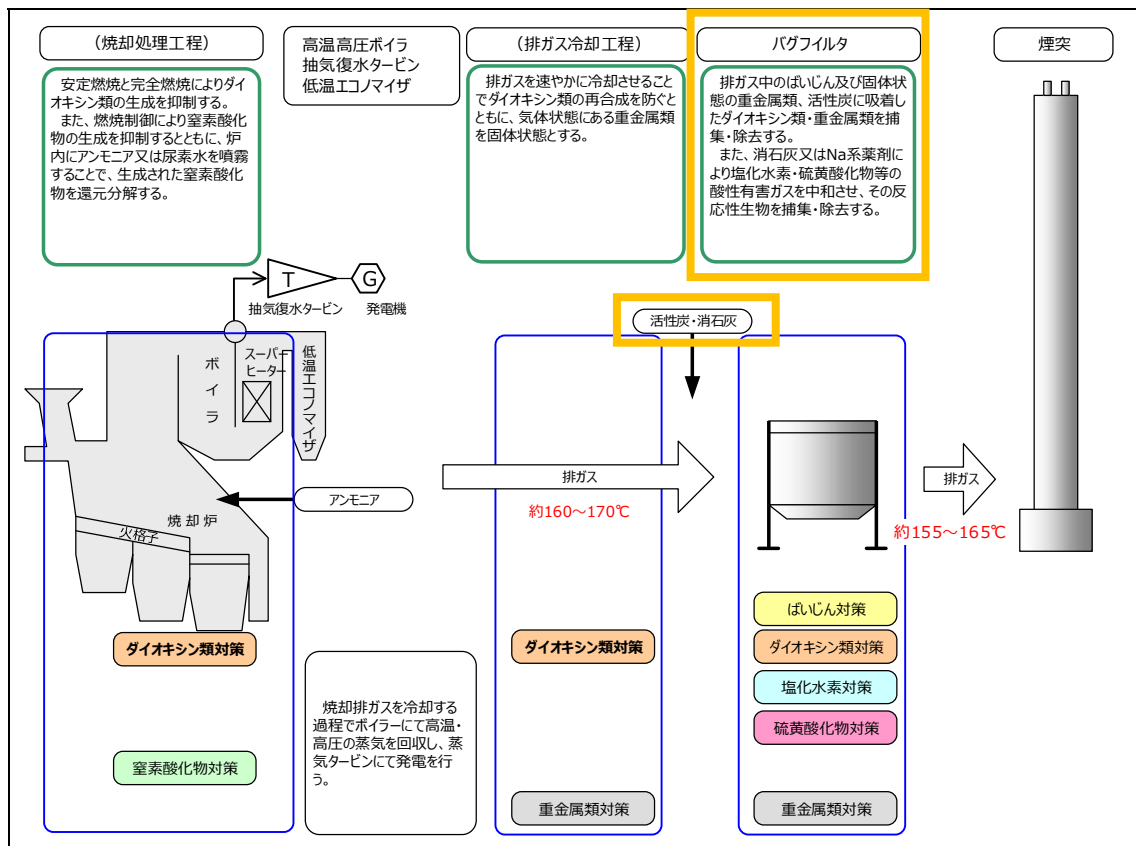 (焼却処理工程)
安定燃焼と完全燃焼によりダイ
オキシン類の生成を抑制する。
また、燃焼制御により窒素酸化
物の生成を抑制するとともに、炉
内にアンモニア又は尿素水を噴霧
することで、生成された窒素酸化
物を還元分解する。
高温高圧ボイラ
抽気復水タービン
低温エコノマイザ
(排ガス冷却工程)
排ガスを速やかに冷却させること
でダイオキシン類の再合成を防ぐと
ともに、気体状態にある重金属類
を固体状態とする。
バグフイルタ
排ガス中のばいじん及び固体状
態の重金属類、活性炭に吸着し
たダイオキシン類・重金属類を捕
集・除去する。
また、消石灰又はNa系薬剤に
より塩化水素・硫黄酸化物等の
酸性有害ガスを中和させ、その反
応性生物を捕集・除去する。
煙突
T
G
抽気復水タービン
発電機
活性炭・消石灰
ボイラ
スーパー
ヒーター
低温エコノマイザ
アンモニア
焼却炉
火格子
排ガス
約160～170℃
排ガス
約155～165℃
ダイオキシン類対策
窒素酸化物対策
焼却排ガスを冷却する
過程でボイラーにて高温・
高圧の蒸気を回収し、蒸
気タービンにて発電を行
う。
ダイオキシン類対策
重金属類対策
ばいじん対策
ダイオキシン類対策
塩化水素対策
硫黄酸化物対策
重金属類対策